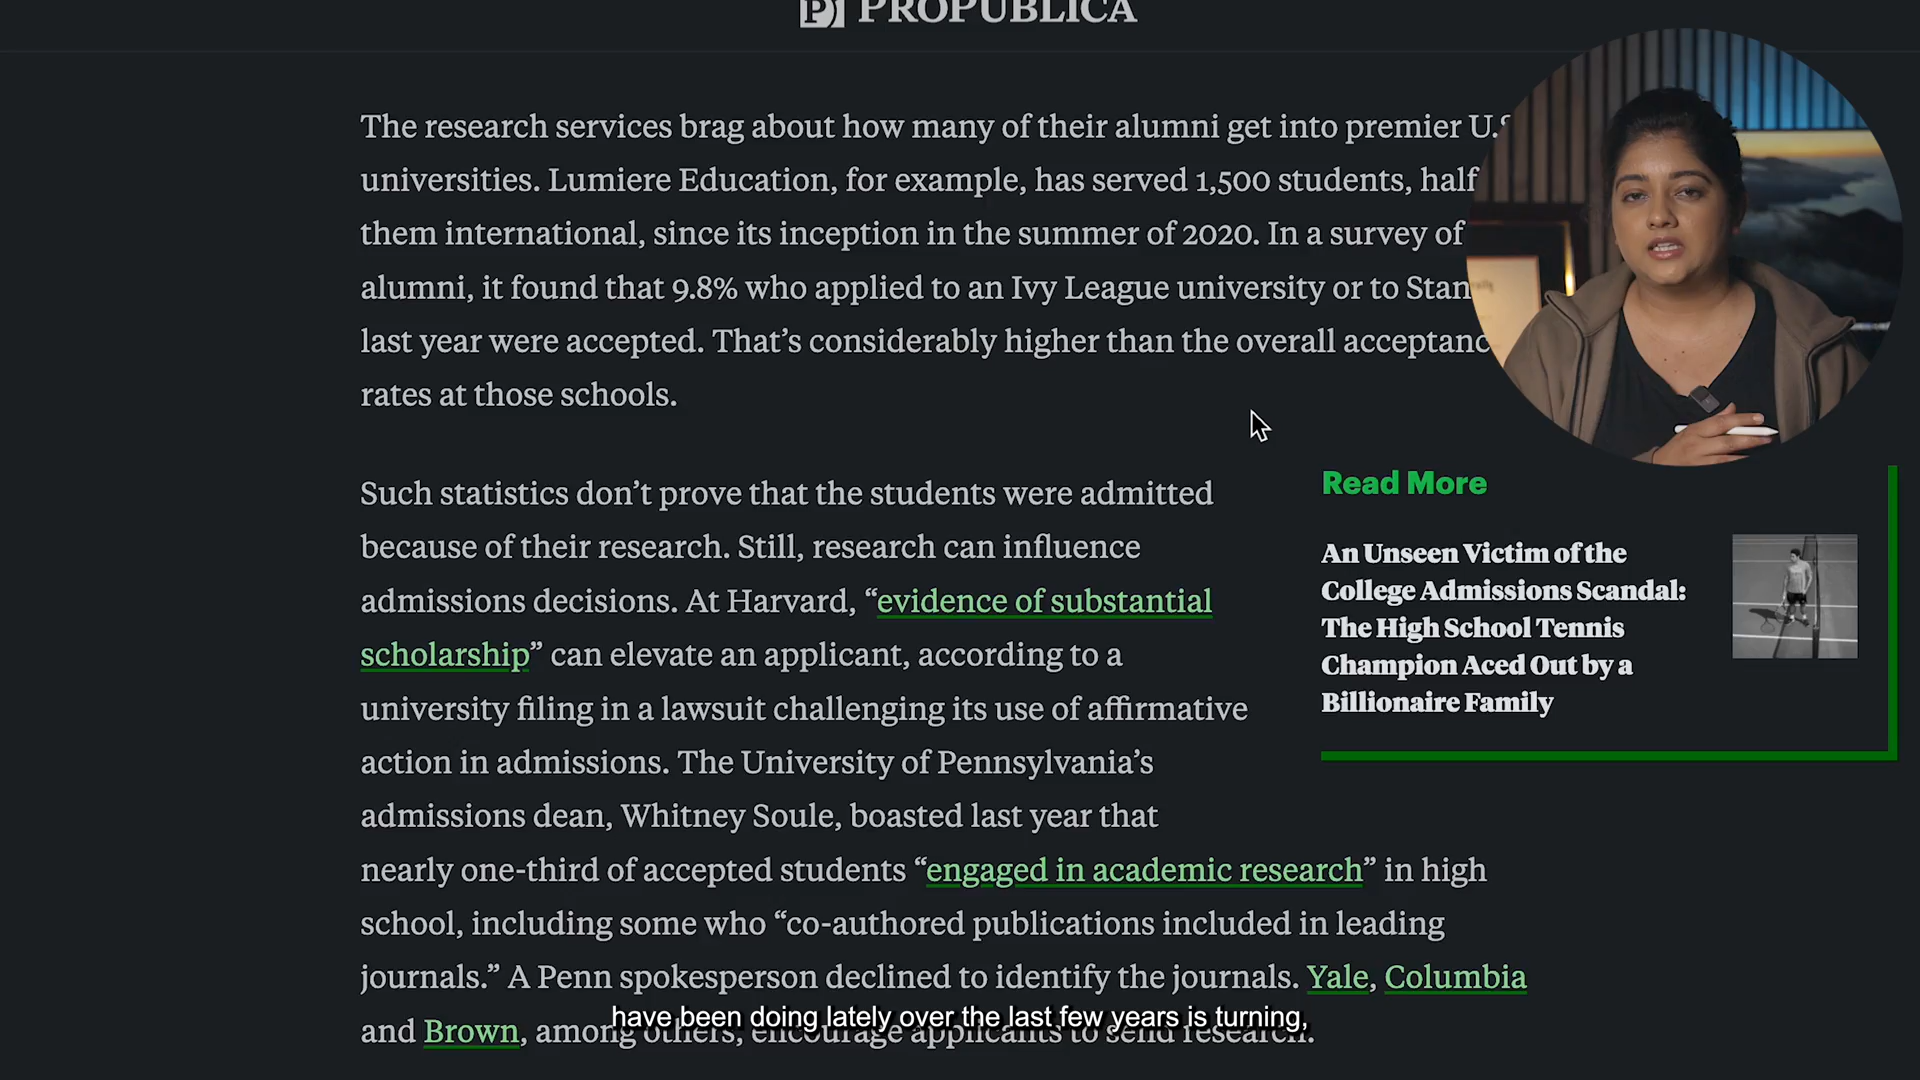 PROPUBLICA
The research services brag about how many of their alumni get into premier
universities. Lumiere Education, for example, has served 1,500 students, half
them international, since its inception in the summer of 2020. In a survey of
alumni, it found that 9.8% who applied to an Ivy League university or to Stan
last year were accepted. That’s considerably higher than the overall acceptanc
rates at those schools.
Such statistics don’t prove that the students were admitted
because of their research. Still, research can influence
admissions decisions. At Harvard, “evidence of substantial
scholarship” can elevate an applicant, according to a
university filing in a lawsuit challenging its use of affirmative
action in admissions. The University of Pennsylvania’s
admissions dean, Whitney Soule, boasted last year that
nearly one-third of accepted students “engaged in academic research” in high
school, including some who “co-authored publications included in leading
journals.” A Penn spokesperson declined to identify the journals. Yale, Columbia
and Brown, among others, encourage applicants to send research.
Read More
An Unseen Victim of the
College Admissions Scandal:
The High School Tennis
Champion Aced Out by a
Billionaire Family
have been doing lately over the last few years is turning,